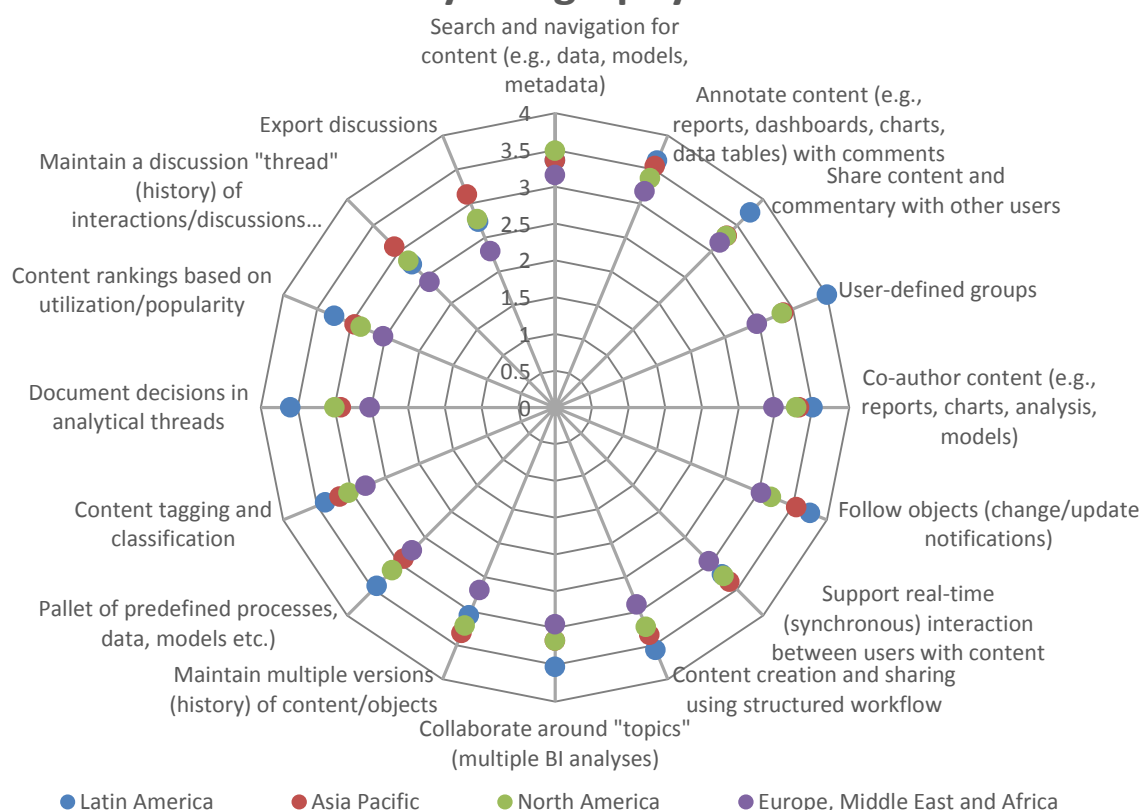 Search and navigation for
content (e.g., data, models,
metadata)
Annotate content (e.g.,
reports, dashboards, charts,
data tables) with comments
Share content and
commentary with other users
User-defined groups
Co-author content (e.g.,
reports, charts, analysis,
models)
Follow objects (change/update
notifications)
Support real-time
(synchronous) interaction
between users with content
Content creation and sharing
using structured workflow
Collaborate around "topics"
(multiple BI analyses)
Maintain multiple versions
(history) of content/objects
Pallet of predefined processes,
data, models etc.)
Content tagging and
classification
Document decisions in
analytical threads
Content rankings based on
utilization/popularity
Maintain a discussion "thread"
(history) of
interactions/discussions...
Export discussions
4
3.5
3
2.5
2
1.5
1
0.5
0
Latin America
Asia Pacific
North America
Europe, Middle East and Africa